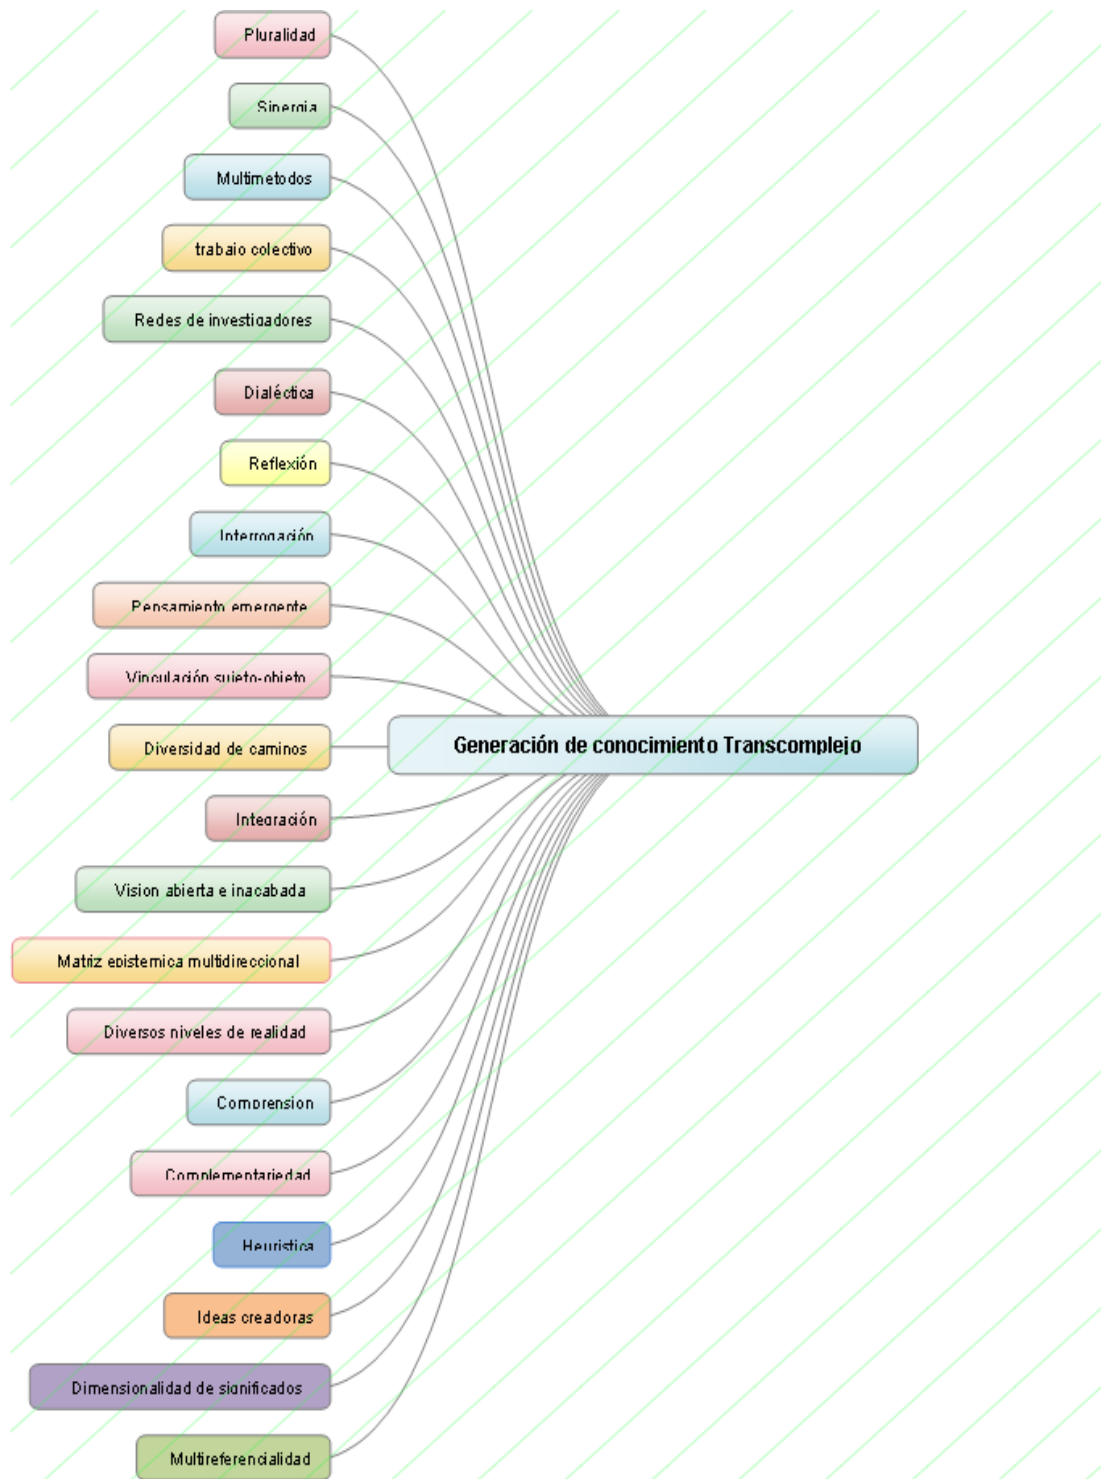 Pluralidad
Sinergia
Multimetodos
trabajo colectivo
Redes de investigadores
Dialéctica
Reflexión
Interrogación
Pensamiento emergente
Vinculación sujeto-objeto
Generación de conocimiento Transcomplejo
Diversidad de caminos
Integración
Vision abierta e inacabada
Matriz epistemica multidireccional
Diversos niveles de realidad
Comprension
Complementariedad
Heuristica
Ideas creadoras
Dimensionalidad de significados
Multireferencialidad